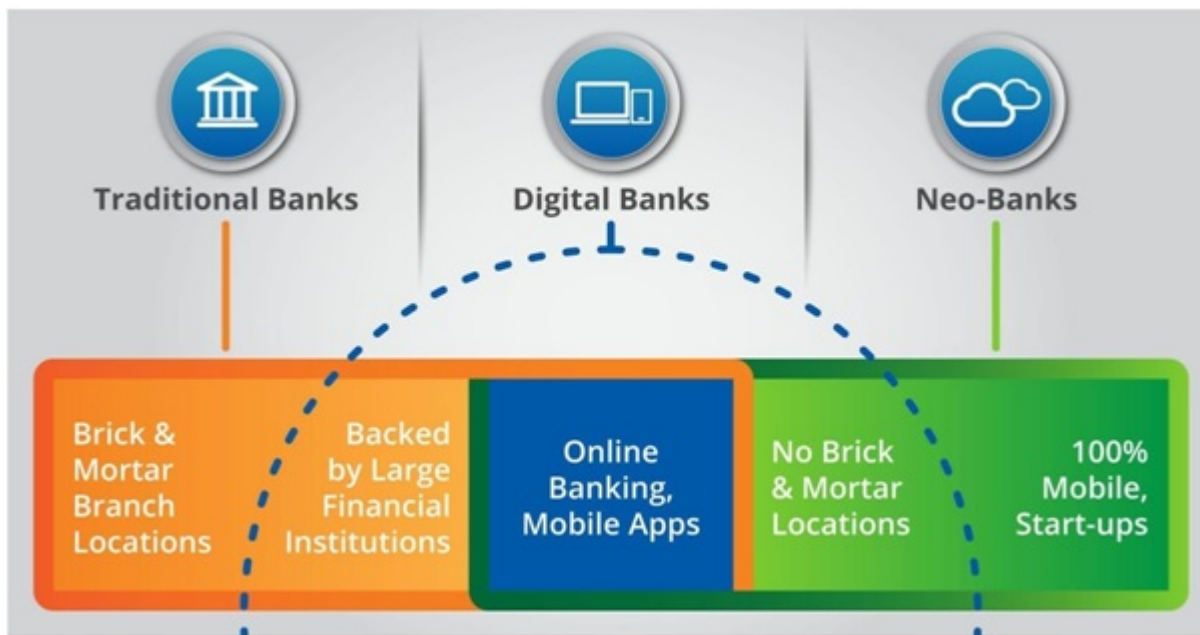 Traditional Banks
Digital Banks
Neo-Banks
Brick &
Mortar
Branch
Locations
Backed
by Large
Financial
Institutions
Online
Banking,
Mobile Apps
No Brick
& Mortar
Locations
100%
Mobile,
Start-ups